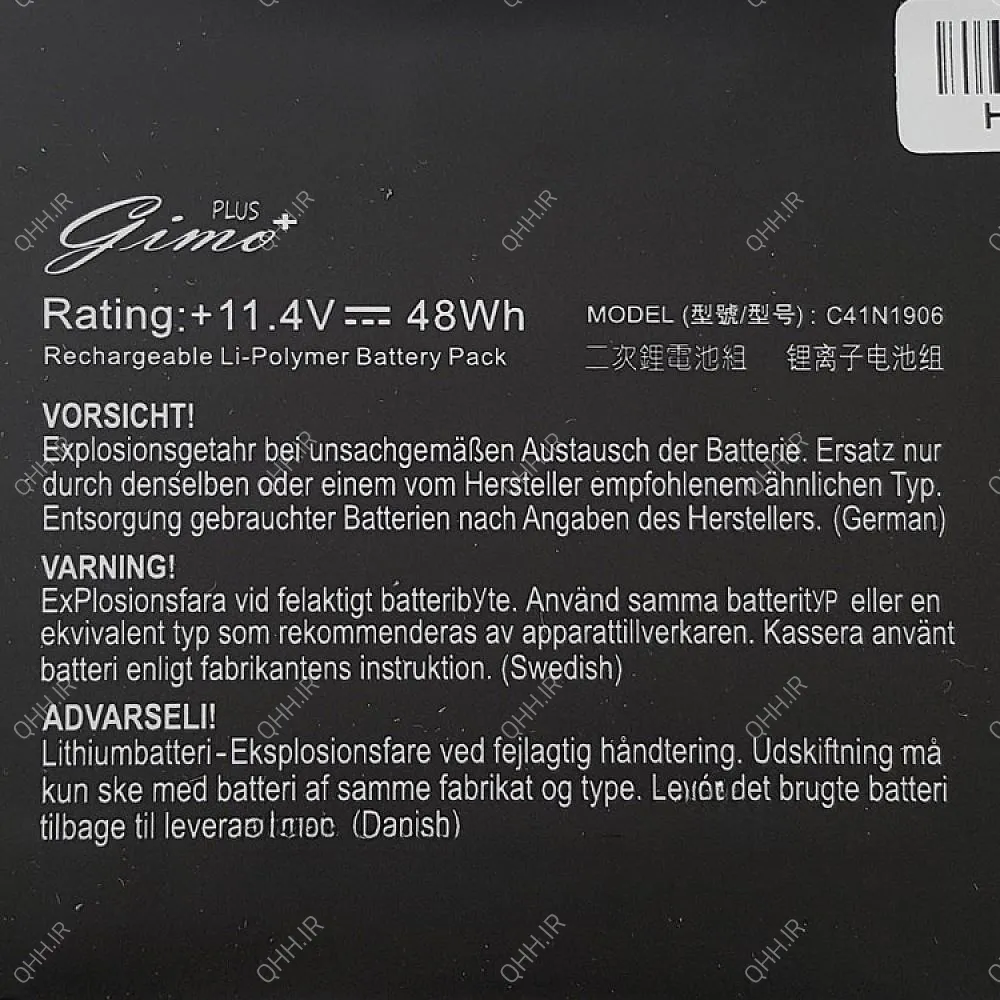 PLUS
Gimo+
Rating:+11.4V 48Wh
MODEL (型號/型号) : C41N1906
Rechargeable Li-Polymer Battery Pack
二次鋰電池組 锂离子电池组
VORSICHT!
Explosionsgetahr bei unsachgemäßen Austausch der Batterie. Ersatz nur
durch denselben oder einem vom Hersteller empfohlenem ähnlichen Typ.
Entsorgung gebrauchter Batterien nach Angaben des Herstellers. (German)
VARNING!
ExPlosionsfara vid felaktigt batteribyte. Använd samma batterityP eller en
ekvivalent typ som rekommenderas av apparattillverkaren. Kassera använt
batteri enligt fabrikantens instruktion. (Swedish)
ADVARSELI!
Lithiumbatteri-Eksplosionsfare ved fejlagtig håndtering. Udskiftning må
kun ske med batteri af samme fabrikat og type. det brugte batteri
tilbage til (Danish)
QHH.IR